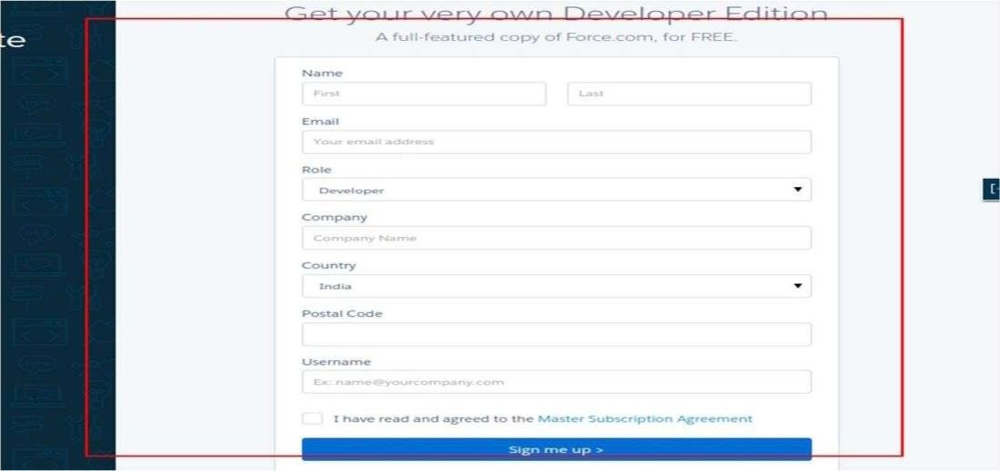 Get your very own Developer Edition
te
A full-featured copy of Force.com, for FREE.
Name
First Last
Email
Your email address
Role
Developer
Company
Company Name
Country
India
Postal Code
Username
Ex: name@yourcompany.com
I have read and agreed to the Master Subscription Agreement
Sign me up >